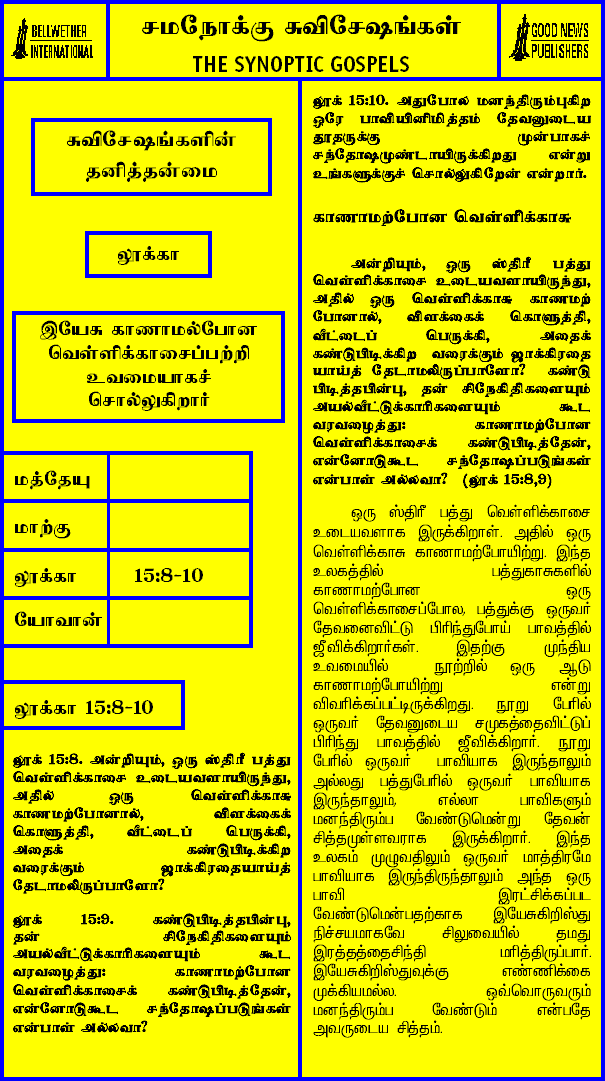 BELLWETHER
INTERNATIONAL
சமநோக்கு சுவிசேஷங்கள்
THE SYNOPTIC GOSPELS
GOOD NEWS
PUBLISHERS
சுவிசேஷங்களின்
தனித்தன்மை
லூக்கா
இயேசு காணாமல்போன
வெள்ளிக்காசைப்பற்றி
உவமையாகச்
சொல்லுகிறார்
மத்தேயு
மாற்கு
லூக்கா 15:8-10
யோவான்
லூக்கா 15:8-10
லூக் 15:8. அன்றியும், ஒரு ஸ்திரீ பத்து
வெள்ளிக்காசை உடையவளாயிருந்து,
அதில் ஒரு வெள்ளிக்காசு
காணாமற்போனால், விளக்கைக்
கொளுத்தி, வீட்டைப் பெருக்கி,
அதைக் கண்டுபிடிக்கிற
வரைக்கும் ஜாக்கிரதையாய்த்
தேடாமலிருப்பாளோ?
லூக் 15:9. கண்டுபிடித்தபின்பு,
தன் சிநேகிதிகளையும்
அயல்வீட்டுக்காரிகளையும் கூட
வரவழைத்து: காணாமற்போன
வெள்ளிக்காசைக் கண்டுபிடித்தேன்,
என்னோடுகூட சந்தோஷப்படுங்கள்
என்பாள் அல்லவா?
லூக் 15:10. அதுபோல மனந்திரும்புகிற
ஒரே பாவியினிமித்தம் தேவனுடைய
தூதருக்கு முன்பாகச்
சந்தோஷமுண்டாயிருக்கிறது என்று
உங்களுக்குச் சொல்லுகிறேன் என்றார்.
காணாமற்போன வெள்ளிக்காசு
அன்றியும், ஒரு ஸ்திரீ பத்து
வெள்ளிக்காசை உடையவளாயிருந்து,
அதில் ஒரு வெள்ளிக்காசு காணமற்
போனால், விளக்கைக் கொளுத்தி,
வீட்டைப் பெருக்கி, அதைக்
கண்டுபிடிக்கிற வரைக்கும் ஜாக்கிரதை
யாய்த் தேடாமலிருப்பாளோ? கண்டு
பிடித்தபின்பு, தன் சிநேகிதிகளையும்
அயல்வீட்டுக்காரிகளையும் கூட
வரவழைத்து: காணாமற்போன
வெள்ளிக்காசைக் கண்டுபிடித்தேன்,
என்னோடுகூட சந்தோஷப்படுங்கள்
என்பாள் அல்லவா? (லூக் 15:8,9)
ஒரு ஸ்திரீ பத்து வெள்ளிக்காசை
உடையவளாக இருக்கிறாள். அதில் ஒரு
வெள்ளிக்காசு காணாமற்போயிற்று. இந்த
உலகத்தில் பத்துகாசுகளில்
காணாமற்போன ஒரு
வெள்ளிக்காசைப்போல, பத்துக்கு ஒருவர்
தேவனைவிட்டு பிரிந்துபோய் பாவத்தில்
ஜீவிக்கிறார்கள். இதற்கு முந்திய
உவமையில் நூற்றில் ஒரு ஆடு
காணாமற்போயிற்று என்று
விவரிக்கப்பட்டிருக்கிறது. நூறு பேரில்
ஒருவர் தேவனுடைய சமுகத்தைவிட்டுப்
பிரிந்து பாவத்தில் ஜீவிக்கிறார். நூறு
பேரில் ஒருவர் பாவியாக இருந்தாலும்
அல்லது பத்துபேரில் ஒருவர் பாவியாக
இருந்தாலும், எல்லா பாவிகளும்
மனந்திரும்ப வேண்டுமென்று தேவன்
சித்தமுள்ளவராக இருக்கிறார். இந்த
உலகம் முழுவதிலும் ஒருவர் மாத்திரமே
பாவியாக இருந்திருந்தாலும் அந்த ஒரு
பாவி இரட்சிக்கப்பட
வேண்டுமென்பதற்காக இயேசுகிறிஸ்து
நிச்சயமாகவே சிலுவையில் தமது
இரத்தத்தைசிந்தி மரித்திருப்பார்.
இயேசுகிறிஸ்துவுக்கு எண்ணிக்கை
முக்கியமல்ல. ஒவ்வொருவரும்
மனந்திரும்ப வேண்டும் என்பதே
அவருடைய சித்தம்.